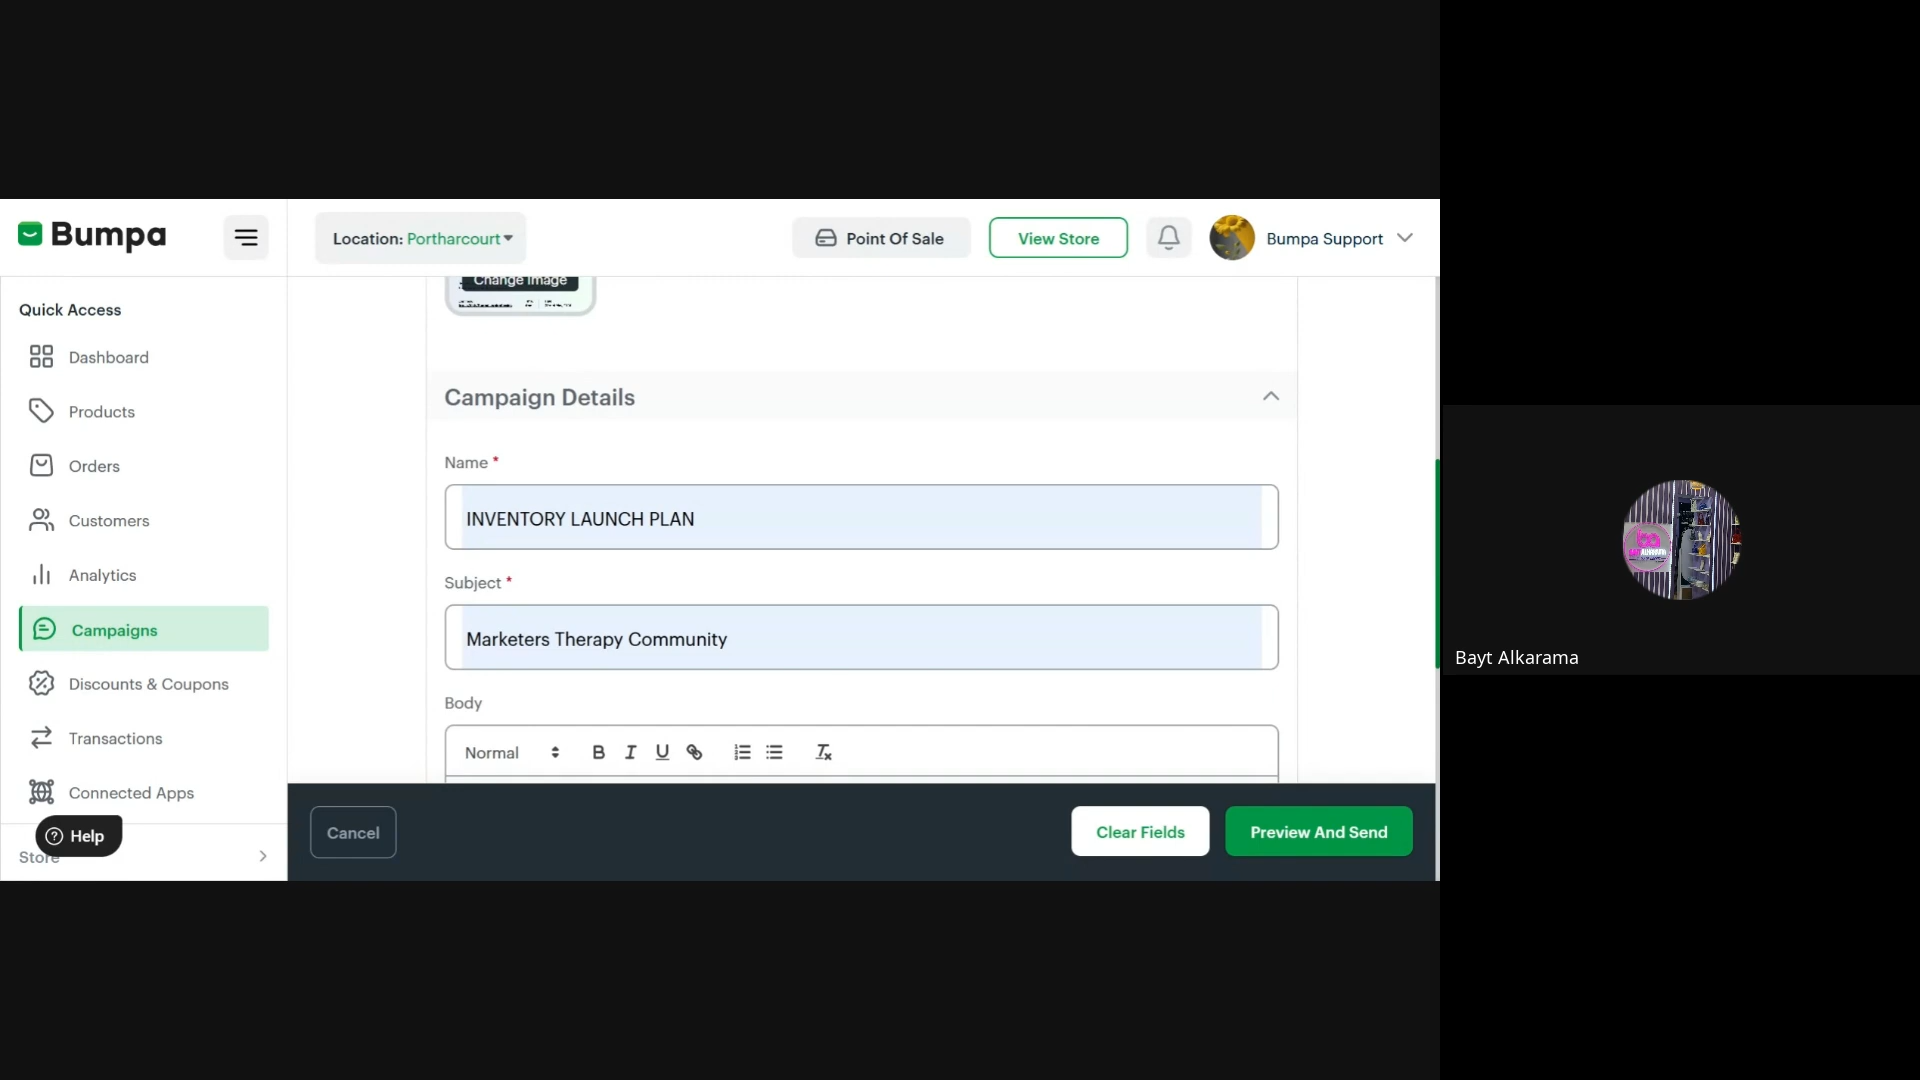 Bumpa
Location: Portharcourt
Point Of Sale
View Store
Bumpa Support
Quick Access
Dashboard
Products
Orders
Customers
Analytics
Campaigns
Discounts & Coupons
Transactions
Connected Apps
Help
Store
Change Image
Campaign Details
Name *
INVENTORY LAUNCH PLAN
Subject *
Marketers Therapy Community
Body
Normal
Cancel
Clear Fields
Preview And Send
Bayt Alkarama